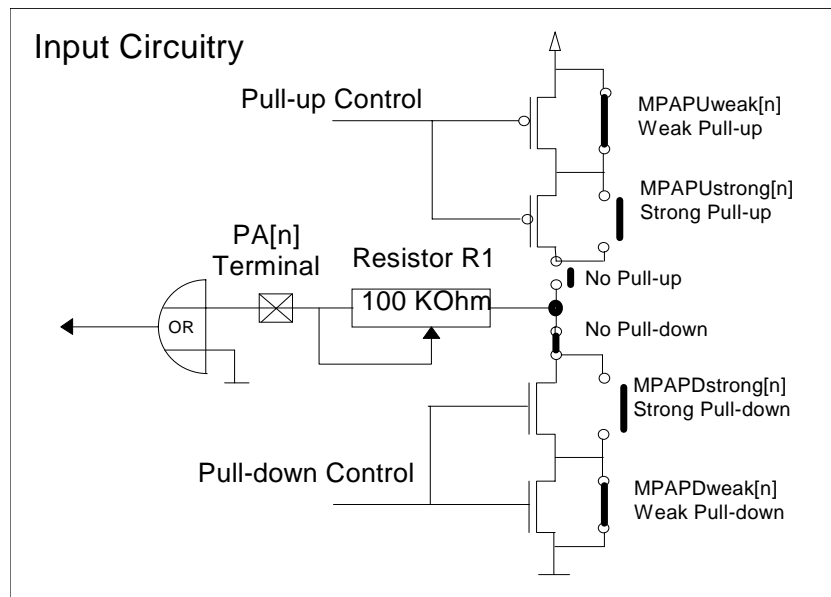 Input Circuitry
Pull-up Control
MPAPUweak[n]
Weak Pull-up
MPAPUstrong[n]
Strong Pull-up
PA[n]
Terminal
Resistor R1
100 KOhm
No Pull-up
OR
No Pull-down
MPAPDstrong[n]
Strong Pull-down
Pull-down Control
MPAPDweak[n]
Weak Pull-down